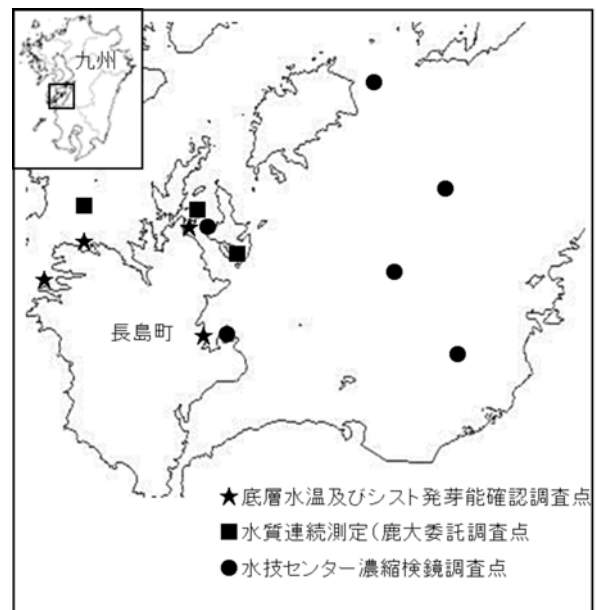 九州
長島町
★底層水温及びシスト発芽能確認調査点
■水質連続測定(鹿大委託調査点
●水技センター濃縮検鏡調査点